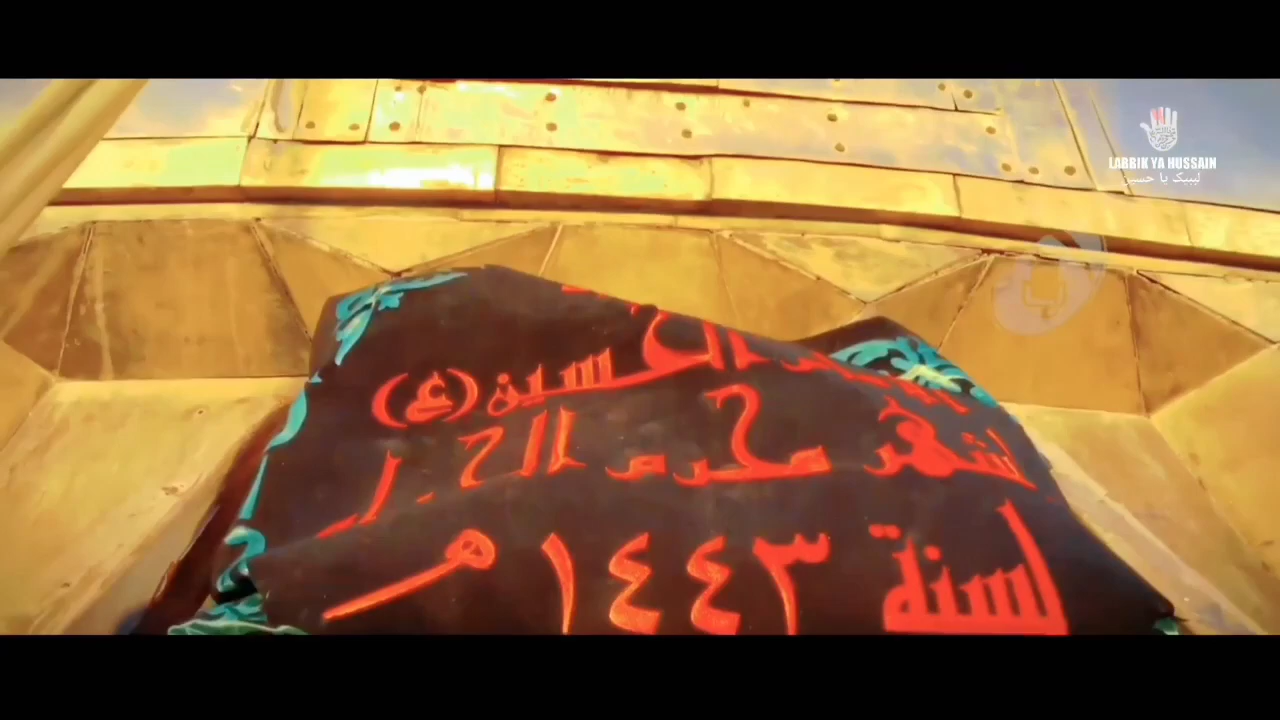 LABBIK YA HUSSAIN
لبیک یا حسین
الحسين (ع)
لشهر محرم الحرام
لسنة ١٤٤٣ هـ